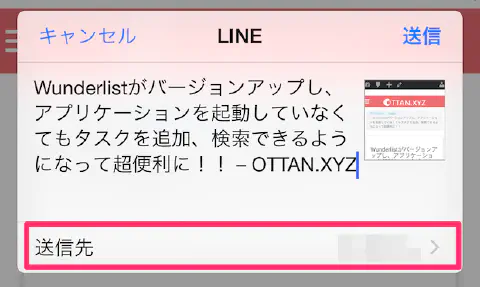 キャンセル LINE 送信
Wunderlistがバージョンアップし、
アプリケーションを起動していなく
てもタスクを追加、検索できるよう
になって超便利に！！ – OTTAN.XYZ
OTTAN.XYZ
Wunderlistがバージョンアッ
プし、アプリケーショ
送信先